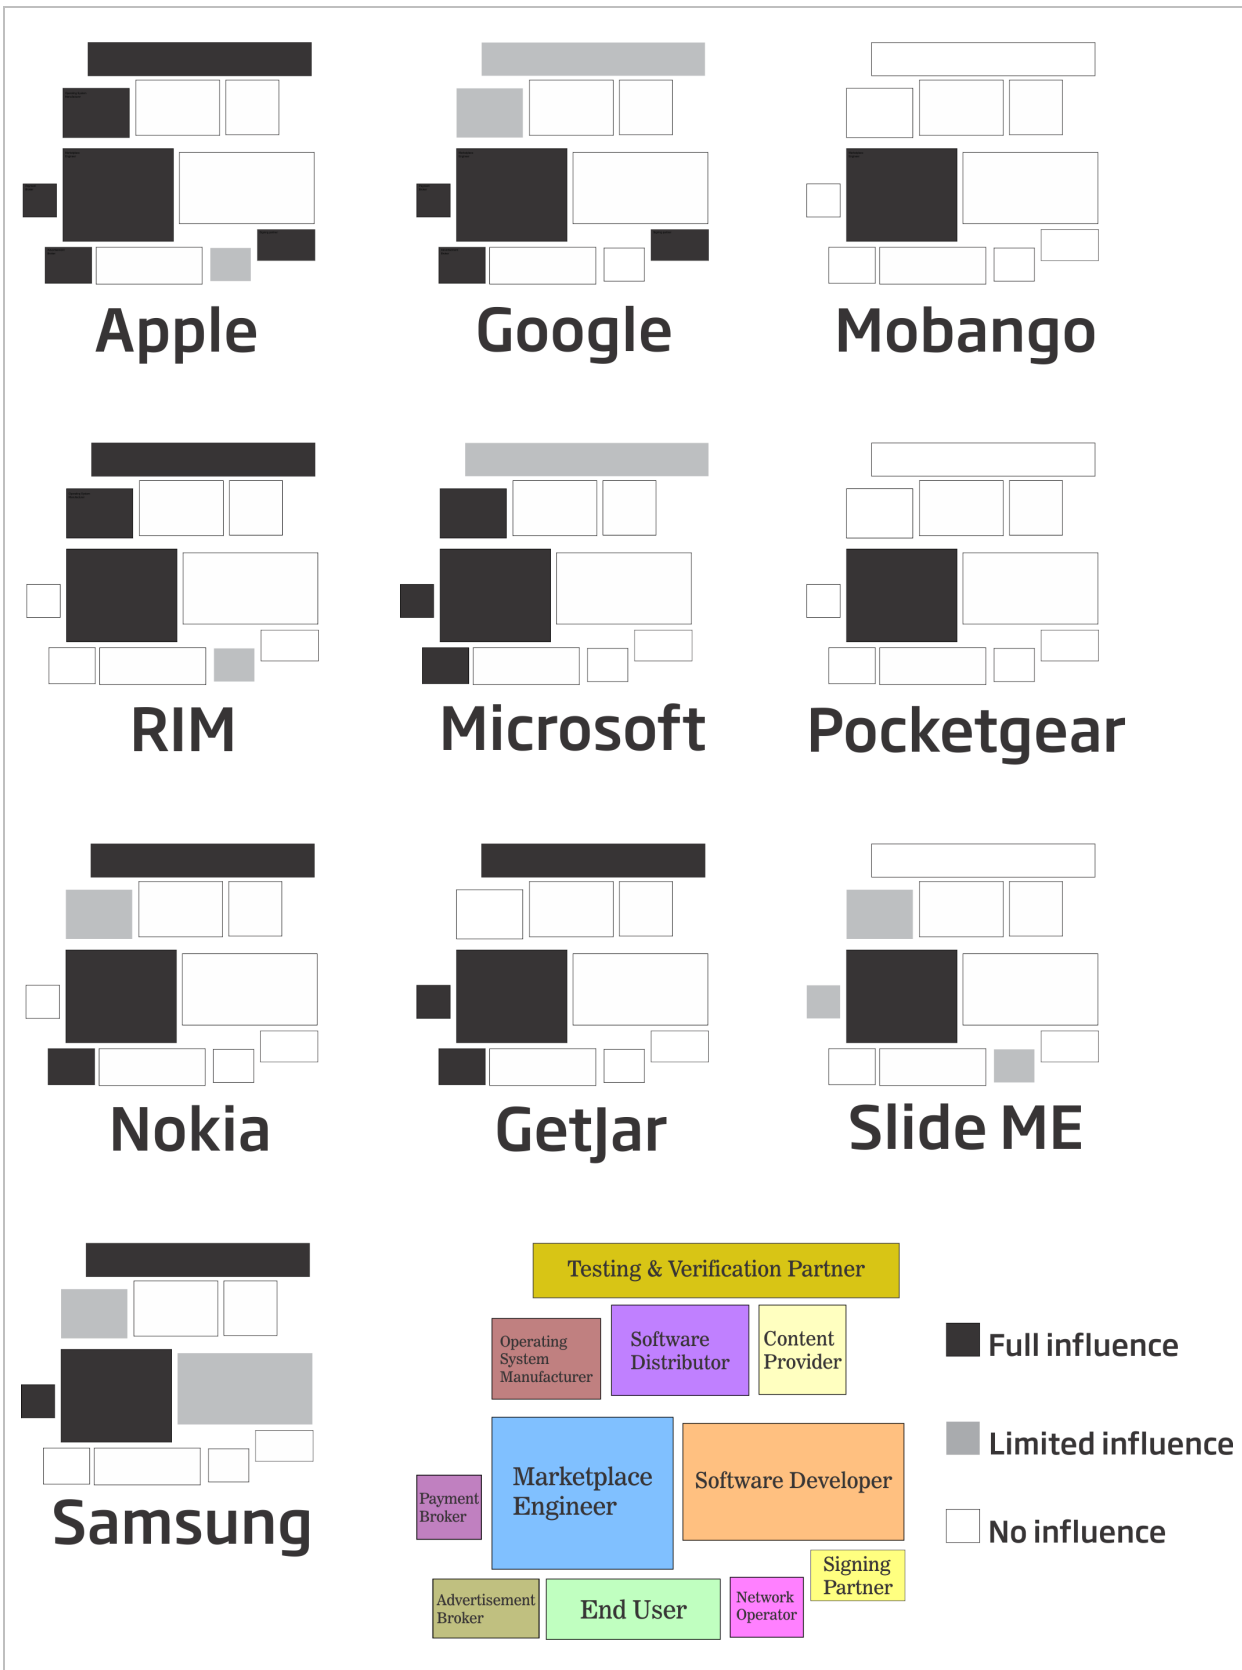 Apple
Google
Mobango
RIM
Microsoft
Pocketgear
Nokia
GetJar
Slide ME
Samsung
Testing & Verification Partner
Operating
System
Manufacturer
Software
Distributor
Content
Provider
Payment
Broker
Marketplace
Engineer
Software Developer
Signing
Partner
Advertisement
Broker
End User
Network
Operator
Full influence
Limited influence
No influence